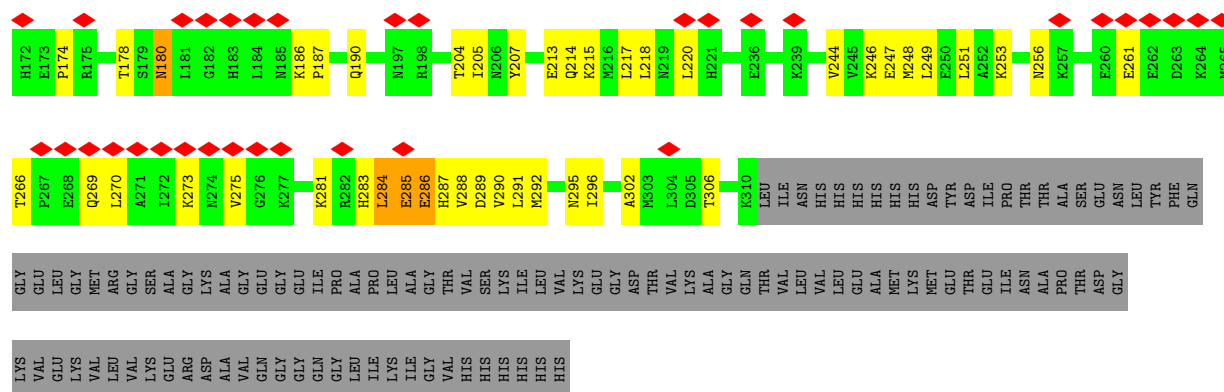 H172 E173 P174 R175 T178 S179 N180 L181 G182 H183 L184 N185 K186 P187 Q190 N197 R198 T204 I205 N206 Y207 E213 Q214 K215 M216 L217 L218 N219 L220 H221 E236 K239 V244 V245 K246 E247 M248 L249 E250 L251 A252 K253 N256 K257 E260 E261 E262 D263 K264 M265
T266 P267 E268 Q269 L270 A271 I272 K273 N274 V275 G276 K277 K281 R282 H283 L284 E285 E286 H287 V288 D289 V290 L291 M292 N295 I296 A302 M303 L304 D305 T306 K310 LEU ILE ASN HIS HIS HIS HIS HIS HIS ASP TYR ASP ILE PRO THR THR ALA SER GLU ASN LEU TYR PHE GLN
GLY GLU LEU GLY MET ARG GLY SER ALA GLY LYS ALA GLY GLU GLY GLU ILE PRO ALA PRO LEU ALA GLY THR VAL SER LYS ILE LEU VAL LYS GLU GLY ASP THR VAL LYS ALA GLY GLN THR VAL LEU VAL LEU GLU ALA MET LYS MET GLU THR GLU ILE ASN ALA PRO THR ASP GLY
LYS VAL GLU LYS VAL LEU VAL LYS GLU ARG ASP ALA VAL GLN GLY GLY GLN GLY LEU ILE LYS ILE GLY VAL HIS HIS HIS HIS HIS HIS